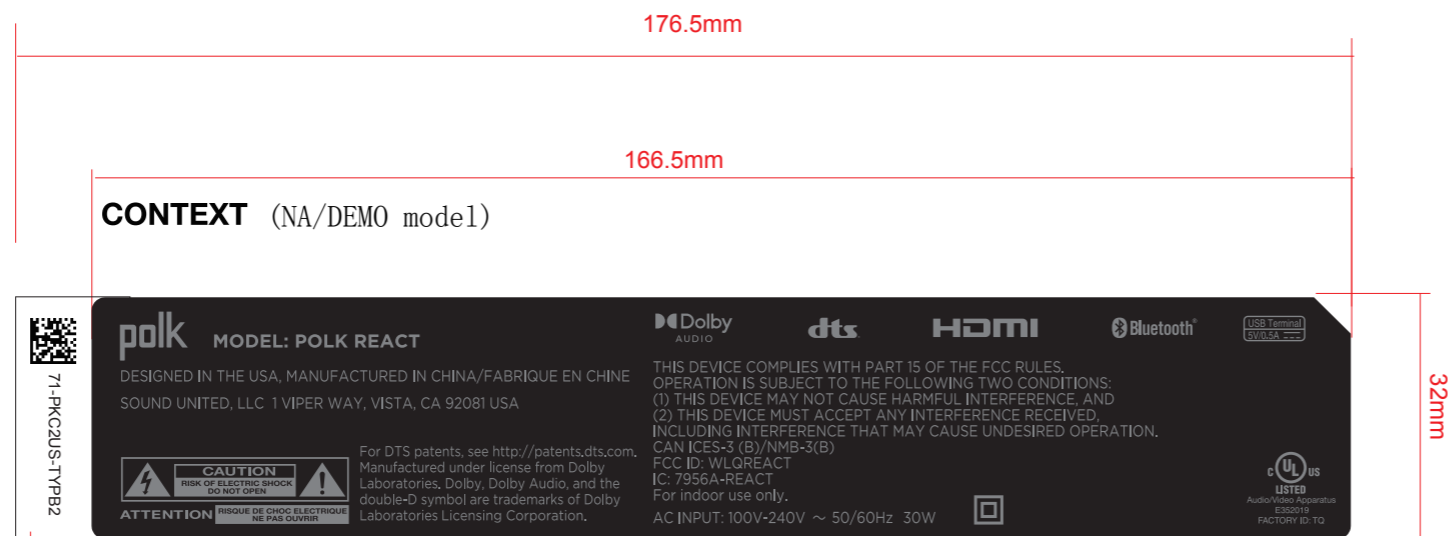 176.5mm
166.5mm
CONTEXT (NA/DEMO model)
polk MODEL: POLK REACT
DESIGNED IN THE USA, MANUFACTURED IN CHINA/FABRIQUE EN CHINE
SOUND UNITED, LLC 1 VIPER WAY, VISTA, CA 92081 USA
CAUTION
RISK OF ELECTRIC SHOCK
DO NOT OPEN
ATTENTION RISQUE DE CHOC ELECTRIQUE
NE PAS OUVRIR
For DTS patents, see http://patents.dts.com.
Manufactured under license from Dolby
Laboratories. Dolby, Dolby Audio, and the
double-D symbol are trademarks of Dolby
Laboratories Licensing Corporation.
Dolby
AUDIO
dts
HDMI
Bluetooth®
USB Terminal
5V/0.5A
THIS DEVICE COMPLIES WITH PART 15 OF THE FCC RULES.
OPERATION IS SUBJECT TO THE FOLLOWING TWO CONDITIONS:
(1) THIS DEVICE MAY NOT CAUSE HARMFUL INTERFERENCE, AND
(2) THIS DEVICE MUST ACCEPT ANY INTERFERENCE RECEIVED,
INCLUDING INTERFERENCE THAT MAY CAUSE UNDESIRED OPERATION.
CAN ICES-3 (B)/NMB-3(B)
FCC ID: WLQREACT
IC: 7956A-REACT
For indoor use only.
AC INPUT: 100V-240V ~ 50/60Hz 30W
c UL US
LISTED
Audio/Video Apparatus
E352019
FACTORY ID: TQ
71-PKC2US-TYPB2
32mm